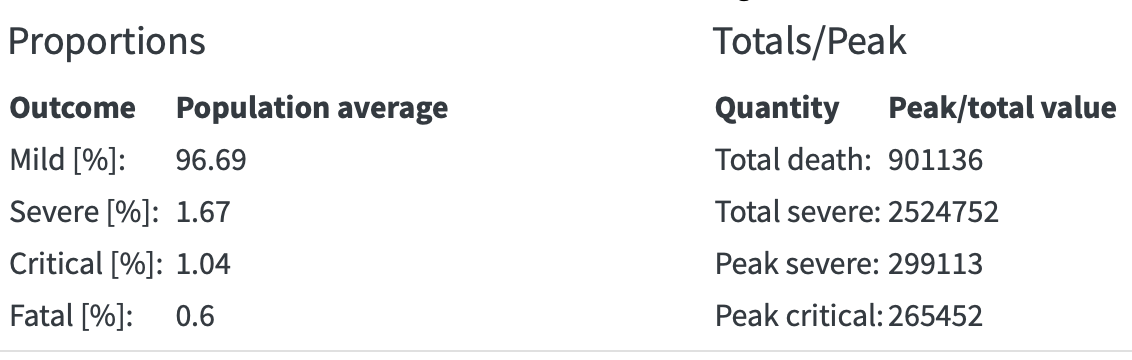 Proportions
Outcome Population average
Mild [%]: 96.69
Severe [%]: 1.67
Critical [%]: 1.04
Fatal [%]: 0.6
Totals/Peak
Quantity Peak/total value
Total death: 901136
Total severe: 2524752
Peak severe: 299113
Peak critical: 265452